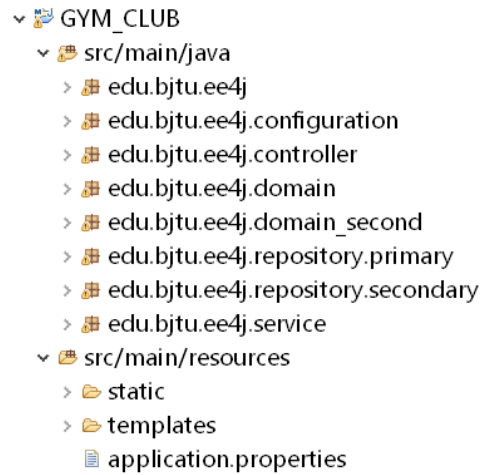 GYM_CLUB
src/main/java
edu.bjtu.ee4j
edu.bjtu.ee4j.configuration
edu.bjtu.ee4j.controller
edu.bjtu.ee4j.domain
edu.bjtu.ee4j.domain_second
edu.bjtu.ee4j.repository.primary
edu.bjtu.ee4j.repository.secondary
edu.bjtu.ee4j.service
src/main/resources
static
templates
application.properties